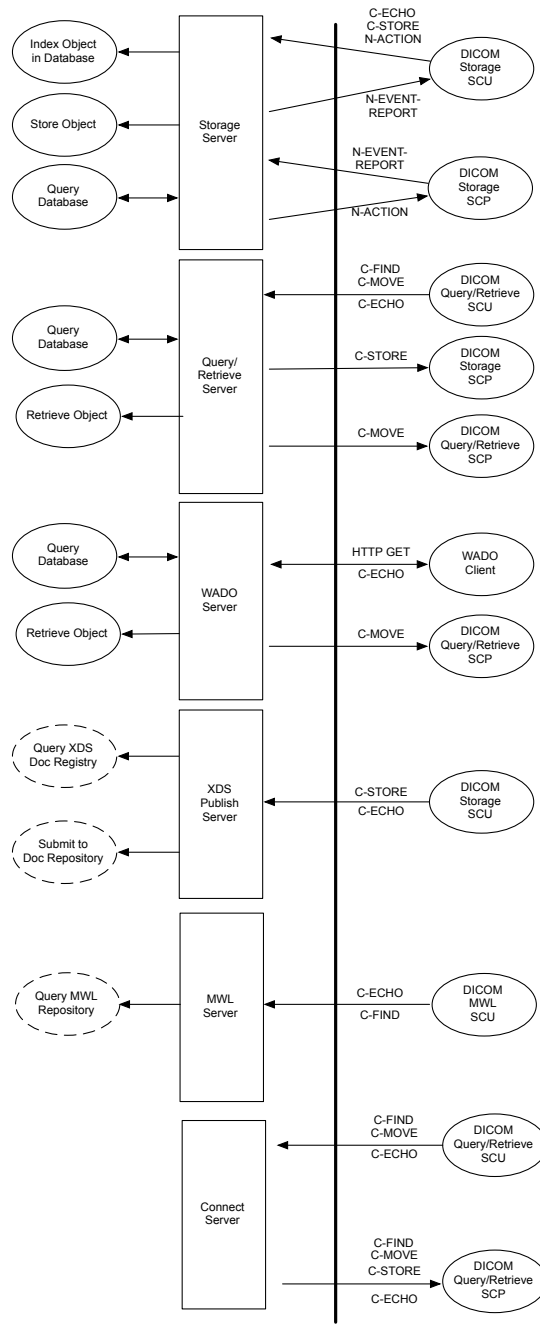 Index Object
in Database
Store Object
Query
Database
Storage
Server
C-ECHO
C-STORE
N-ACTION
N-EVENT-
REPORT
N-EVENT-
REPORT
N-ACTION
DICOM
Storage
SCU
DICOM
Storage
SCP
Query
Database
Retrieve Object
Query/
Retrieve
Server
C-FIND
C-MOVE
C-ECHO
C-STORE
C-MOVE
DICOM
Query/Retrieve
SCU
DICOM
Storage
SCP
DICOM
Query/Retrieve
SCP
Query
Database
Retrieve Object
WADO
Server
HTTP GET
C-ECHO
C-MOVE
WADO
Client
DICOM
Query/Retrieve
SCP
Query XDS
Doc Registry
Submit to
Doc Repository
XDS
Publish
Server
C-STORE
C-ECHO
DICOM
Storage
SCU
Query MWL
Repository
MWL
Server
C-ECHO
C-FIND
DICOM
MWL
SCU
Connect
Server
C-FIND
C-MOVE
C-ECHO
DICOM
Query/Retrieve
SCU
C-FIND
C-MOVE
C-STORE
C-ECHO
DICOM
Query/Retrieve
SCP